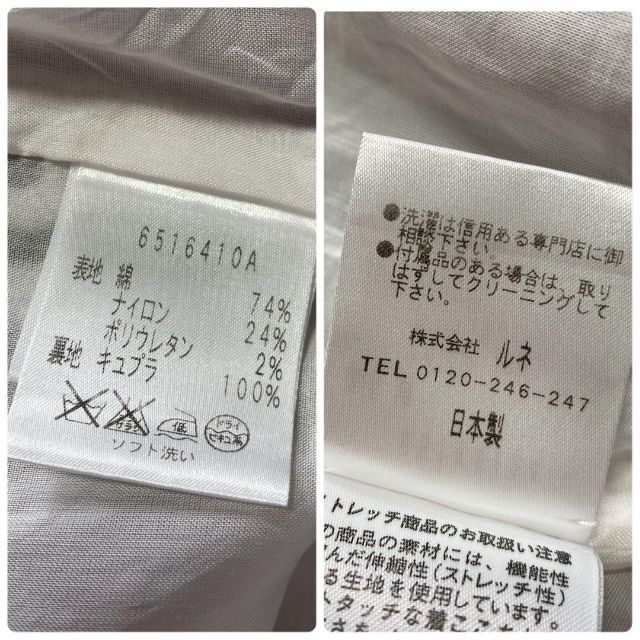 6516410A
表地 綿 74%
ナイロン 24%
ポリウレタン 2%
裏地 キュプラ 100%
低
ドライ
セキユ系
ソフト洗い
●洗濯は信用ある専門店に御
相談下さい。
●付属品のある場合は、取り
はずしてクリーニングして
下さい。
株式会社 ルネ
TEL 0120-246-247
日本製
ストレッチ商品のお取扱い注意
の商品の素材には、機能性
んだ伸縮性(ストレッチ性)
る生地を使用しています。
タッチな着ごこち